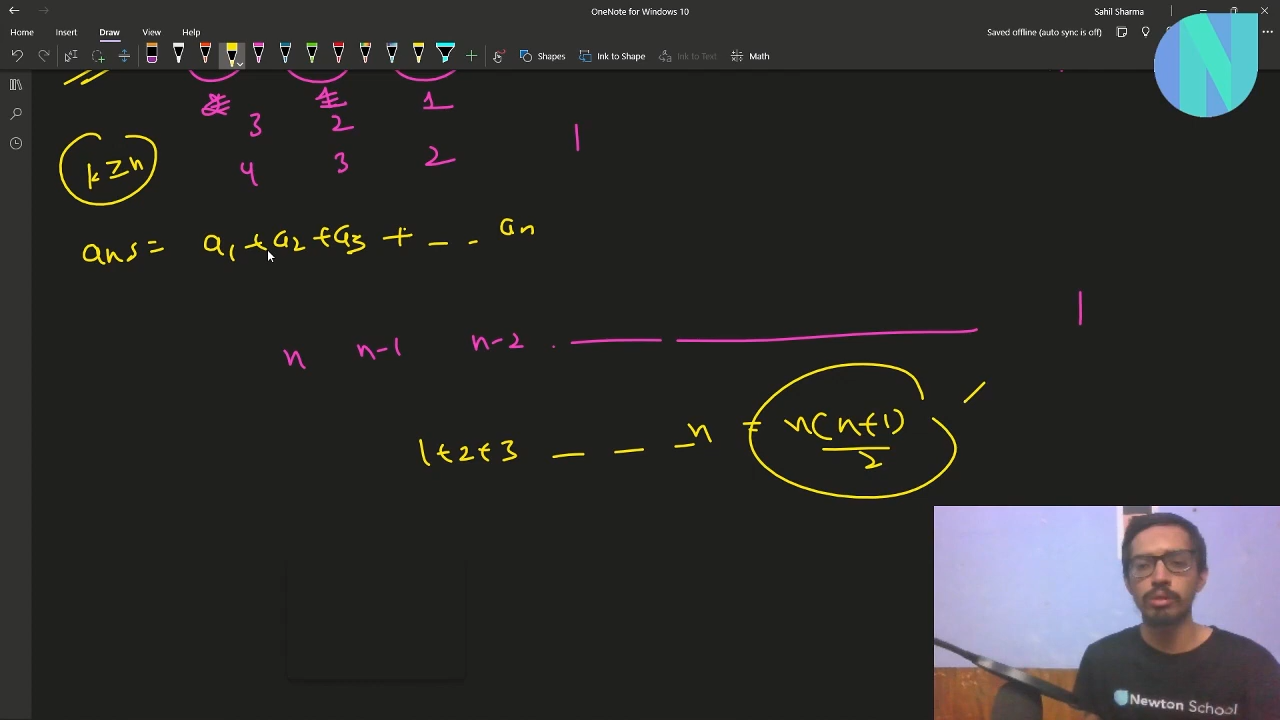 OneNote for Windows 10
Sahil Sharma
Home Insert Draw View Help
Saved offline (auto sync is off)
Shapes Ink to Shape Ink to Text Math
3 2 1
4 3 2 1
k≥n
ans = a1 + a2 + a3 + - - an
n n-1 n-2 . 1
1+2+3 _ _ _ n = n(n+1)/2
Newton School